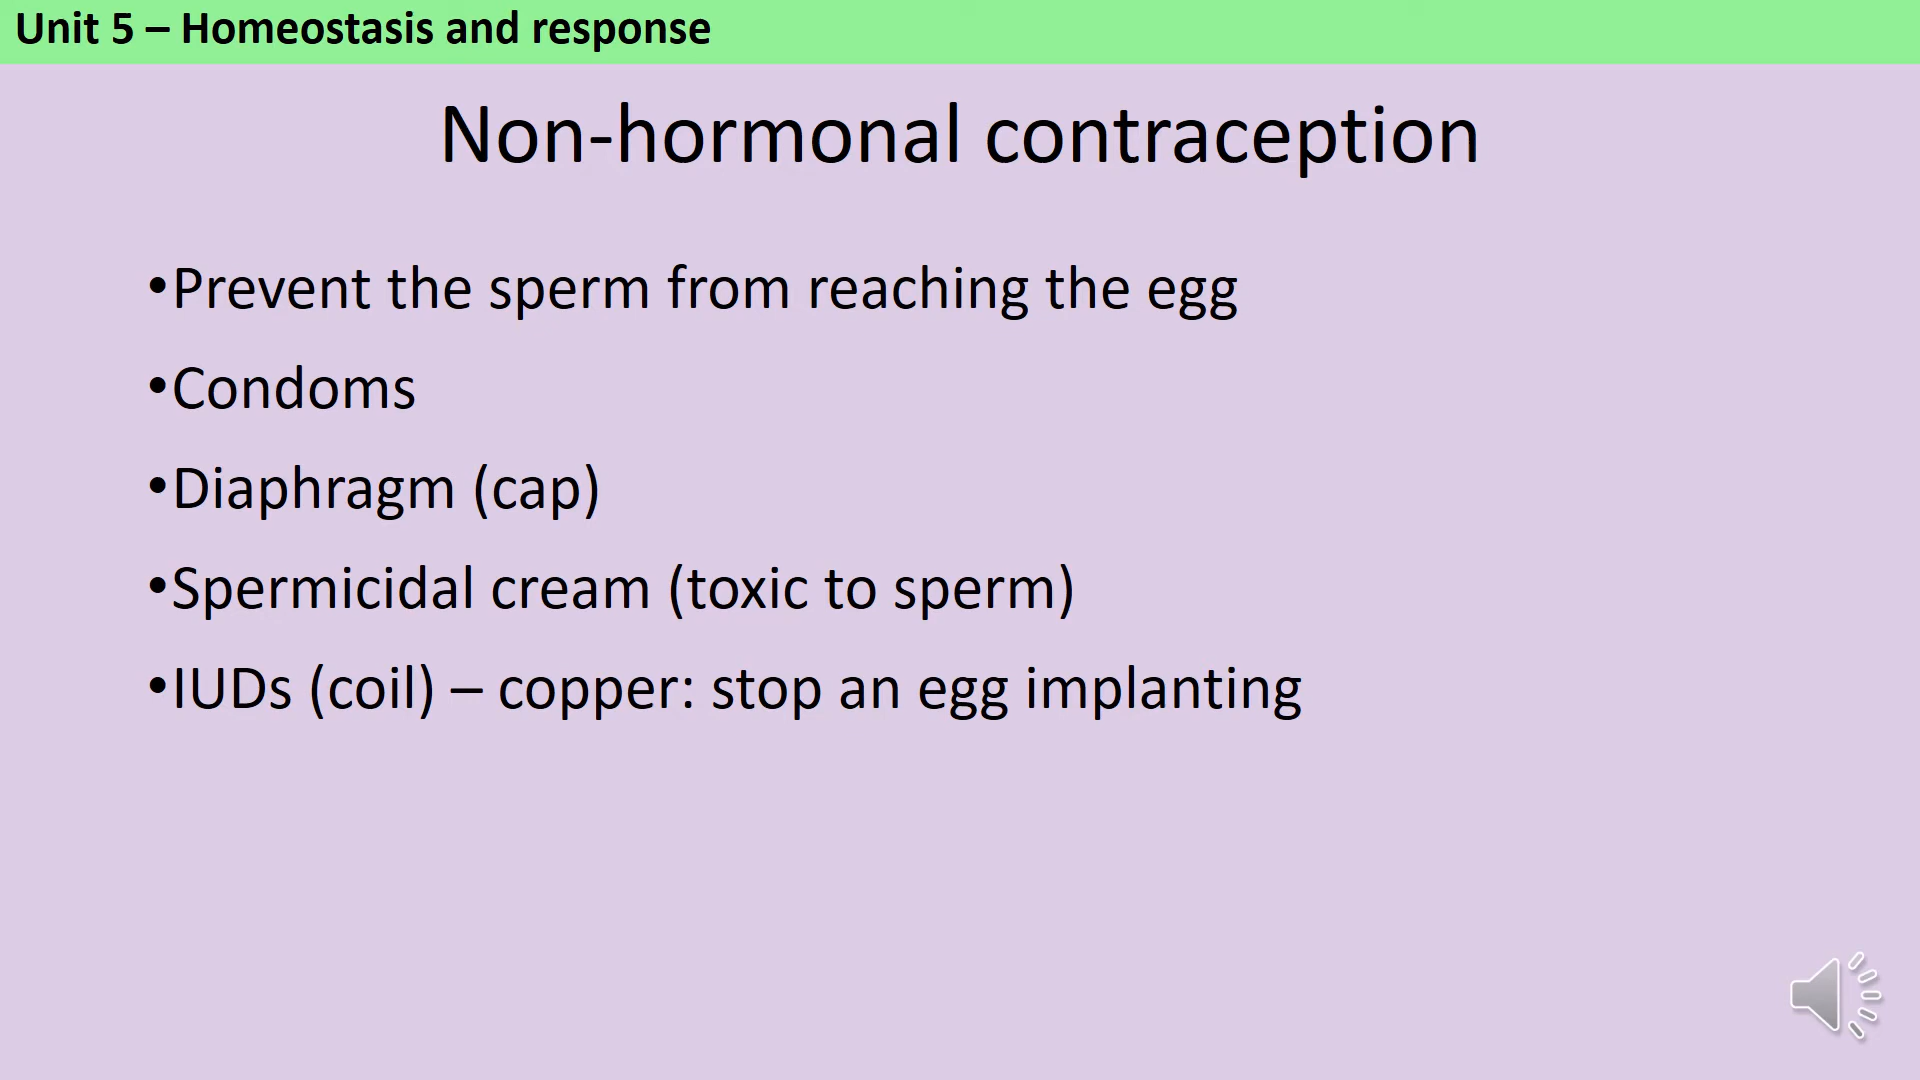 Unit 5 – Homeostasis and response
Non-hormonal contraception
•Prevent the sperm from reaching the egg
•Condoms
•Diaphragm (cap)
•Spermicidal cream (toxic to sperm)
•IUDs (coil) – copper: stop an egg implanting